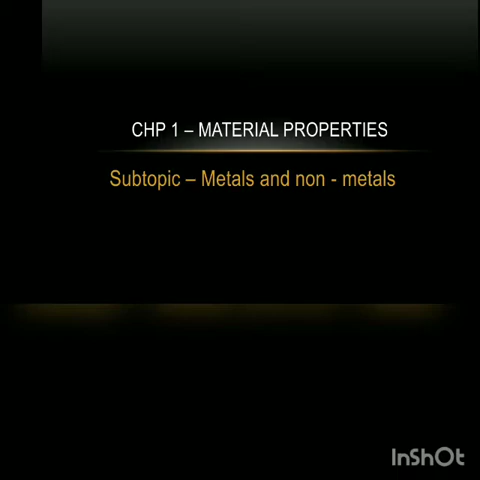 CHP 1 – MATERIAL PROPERTIES
Subtopic – Metals and non - metals
InShOt